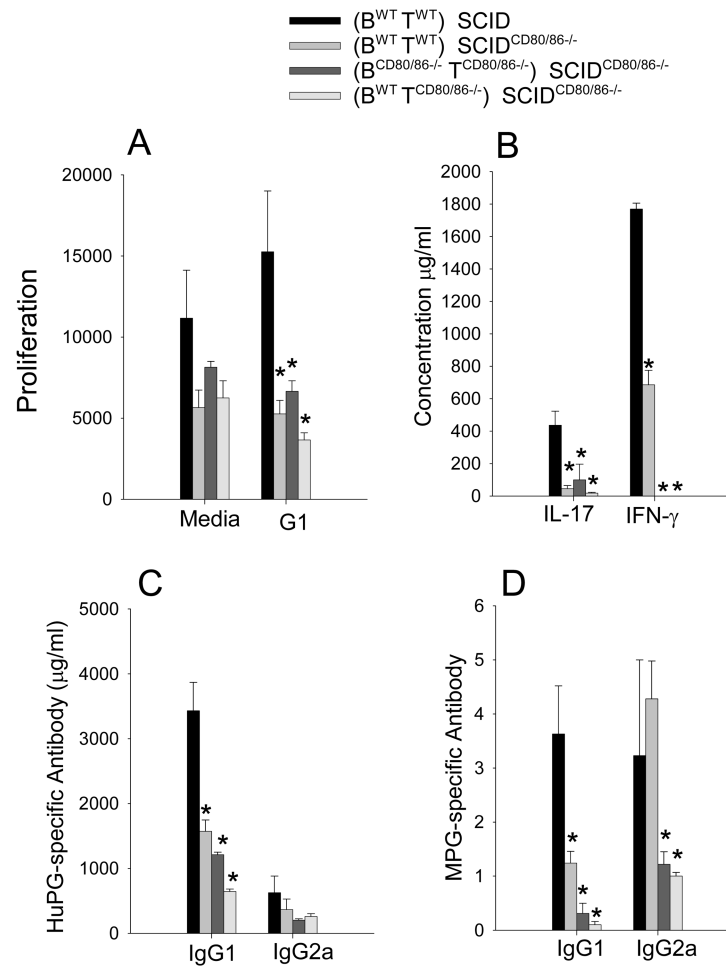 (B^WT T^WT) SCID
(B^WT T^WT) SCID^CD80/86-/-
(B^CD80/86-/- T^CD80/86-/-) SCID^CD80/86-/-
(B^WT T^CD80/86-/-) SCID^CD80/86-/-
A
Proliferation
20000
15000
10000
5000
0
* * *
Media G1
B
Concentration µg/ml
2000
1800
1600
1400
1200
1000
800
600
400
200
0
* * * * * *
IL-17 IFN-γ
C
HuPG-specific Antibody (µg/ml)
5000
4000
3000
2000
1000
0
* * *
IgG1 IgG2a
D
MPG-specific Antibody
6
5
4
3
2
1
0
* * * * *
IgG1 IgG2a